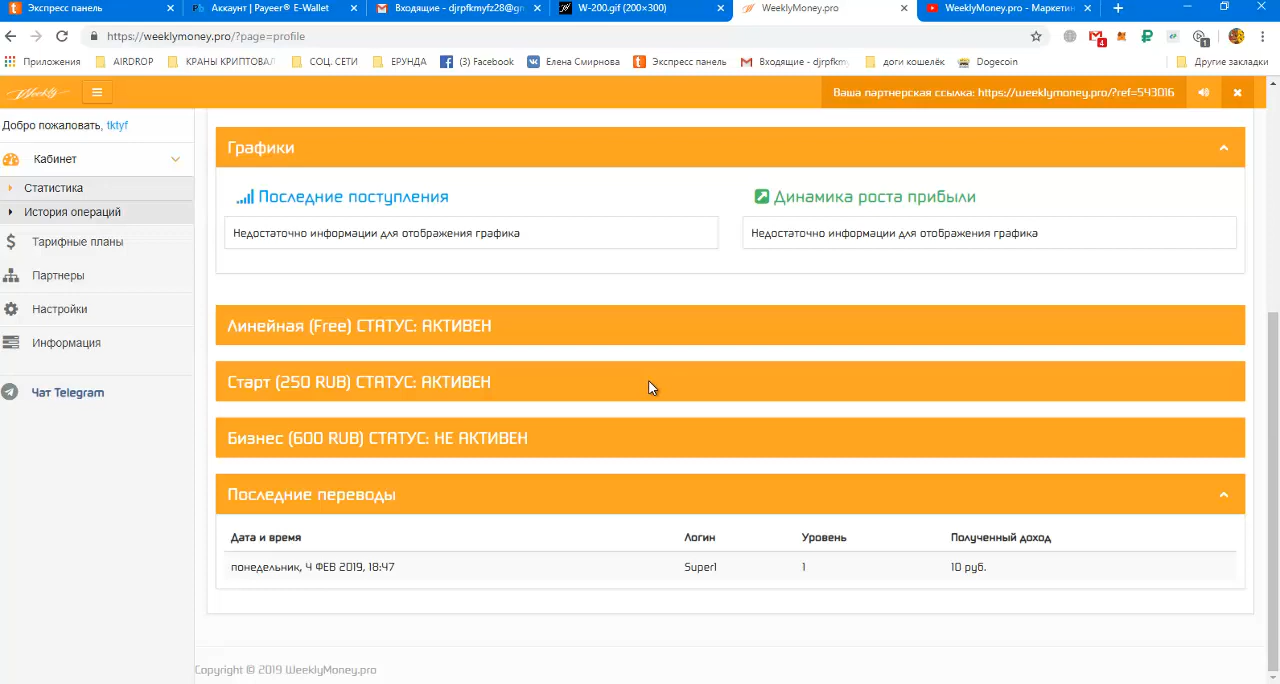 Экспресс панель
Аккаунт | Payeer® E-Wallet
Входящие - djrpfkmyfz28@gm
W-200.gif (200×300)
WeeklyMoney.pro
WeeklyMoney.pro - Маркетин
https://weeklymoney.pro/?page=profile
4
1
Приложения
AIRDROP
КРАНЫ КРИПТОВАЛ
СОЦ. СЕТИ
ЕРУНДА
(3) Facebook
Елена Смирнова
Экспресс панель
Входящие - djrpfkmy
доги кошелёк
Dogecoin
Другие закладки
Weekly
Ваша партнерская ссылка: https://weeklymoney.pro/?ref=543016
Добро пожаловать, tktyf
Кабинет
Статистика
История операций
Тарифные планы
Партнеры
Настройки
Информация
Чат Telegram
Графики
Последние поступления
Недостаточно информации для отображения графика
Динамика роста прибыли
Недостаточно информации для отображения графика
Линейная (Free) СТАТУС: АКТИВЕН
Старт (250 RUB) СТАТУС: АКТИВЕН
Бизнес (600 RUB) СТАТУС: НЕ АКТИВЕН
Последние переводы
Дата и время Логин Уровень Полученный доход
понедельник, 4 ФЕВ 2019, 18:47 Super1 1 10 руб.
Copyright © 2019 WeeklyMoney.pro